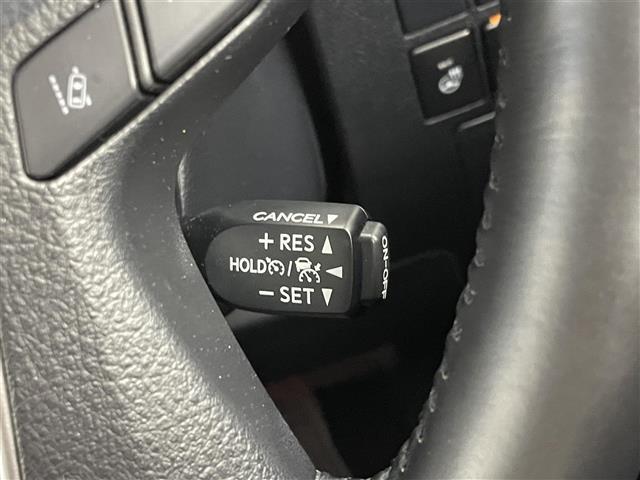 CANCEL ▼
+ RES ▲
HOLD / ◀
− SET ▼
ON-OFF